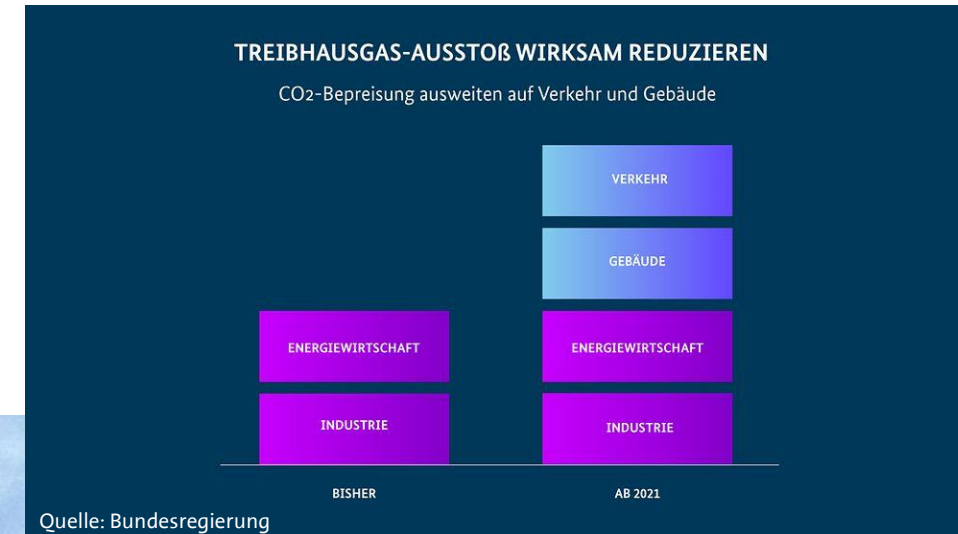 TREIBHAUSGAS-AUSSTOß WIRKSAM REDUZIEREN
CO2-Bepreisung ausweiten auf Verkehr und Gebäude
VERKEHR
GEBÄUDE
ENERGIEWIRTSCHAFT
ENERGIEWIRTSCHAFT
INDUSTRIE
INDUSTRIE
BISHER
AB 2021
Quelle: Bundesregierung